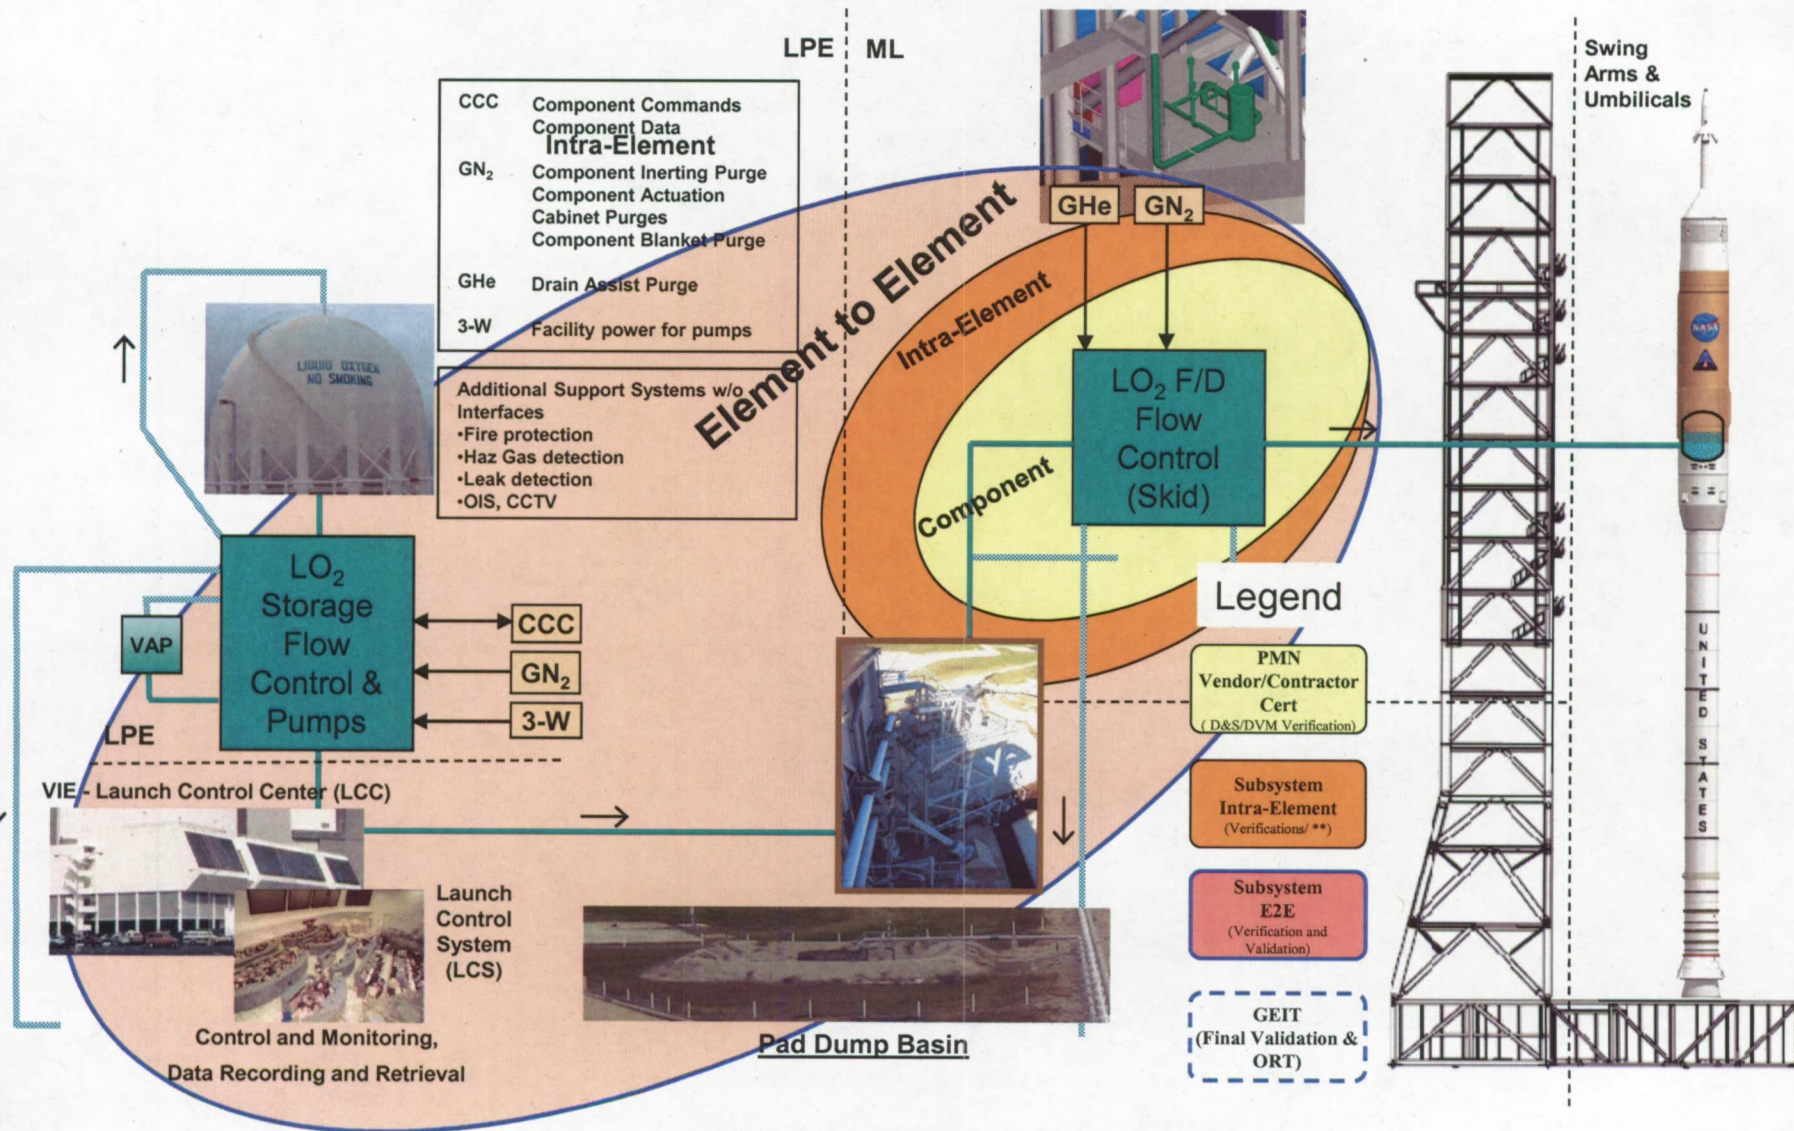 LPE
ML
Swing
Arms &
Umbilicals
CCC Component Commands
Component Data
Intra-Element
GN₂ Component Inerting Purge
Component Actuation
Cabinet Purges
Component Blanket Purge
GHe Drain Assist Purge
3-W Facility power for pumps
Additional Support Systems w/o
Interfaces
•Fire protection
•Haz Gas detection
•Leak detection
•OIS, CCTV
GHe
GN₂
Element to Element
Intra-Element
Component
LO₂ F/D
Flow
Control
(Skid)
LIQUID OXYGEN
NO SMOKING
NASA
LO₂
Storage
Flow
Control &
Pumps
VAP
CCC
GN₂
3-W
LPE
VIE - Launch Control Center (LCC)
Launch
Control
System
(LCS)
Control and Monitoring,
Data Recording and Retrieval
Pad Dump Basin
Legend
PMN
Vendor/Contractor
Cert
( D&S/DVM Verification)
Subsystem
Intra-Element
(Verifications/ **)
Subsystem
E2E
(Verification and
Validation)
GEIT
(Final Validation &
ORT)
UNITED STATES